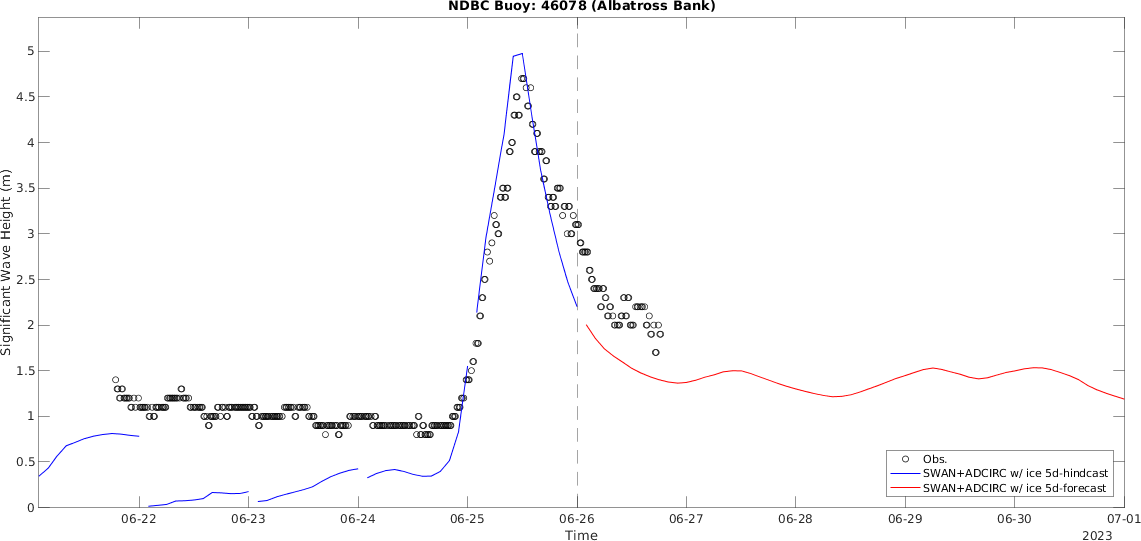 NDBC Buoy: 46078 (Albatross Bank)
5
4.5
4
3.5
3
2.5
2
1.5
1
0.5
0
Significant Wave Height (m)
06-22 06-23 06-24 06-25 06-26 06-27 06-28 06-29 06-30 07-01
Time
2023
Obs.
SWAN+ADCIRC w/ ice 5d-hindcast
SWAN+ADCIRC w/ ice 5d-forecast